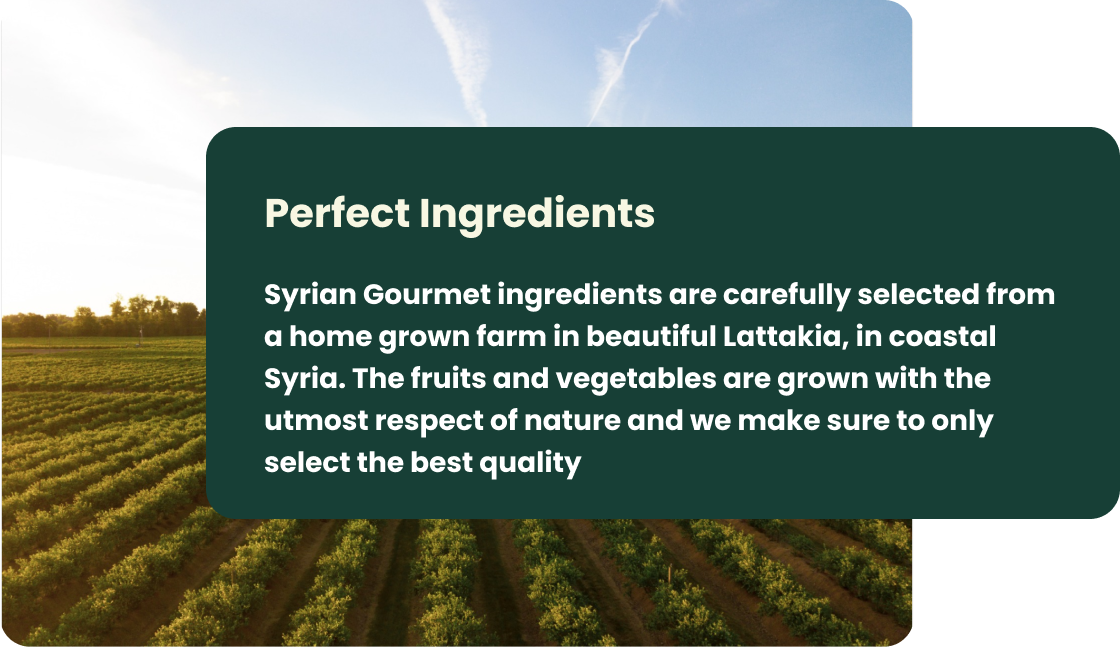 Perfect Ingredients
Syrian Gourmet ingredients are carefully selected from
a home grown farm in beautiful Lattakia, in coastal
Syria. The fruits and vegetables are grown with the
utmost respect of nature and we make sure to only
select the best quality